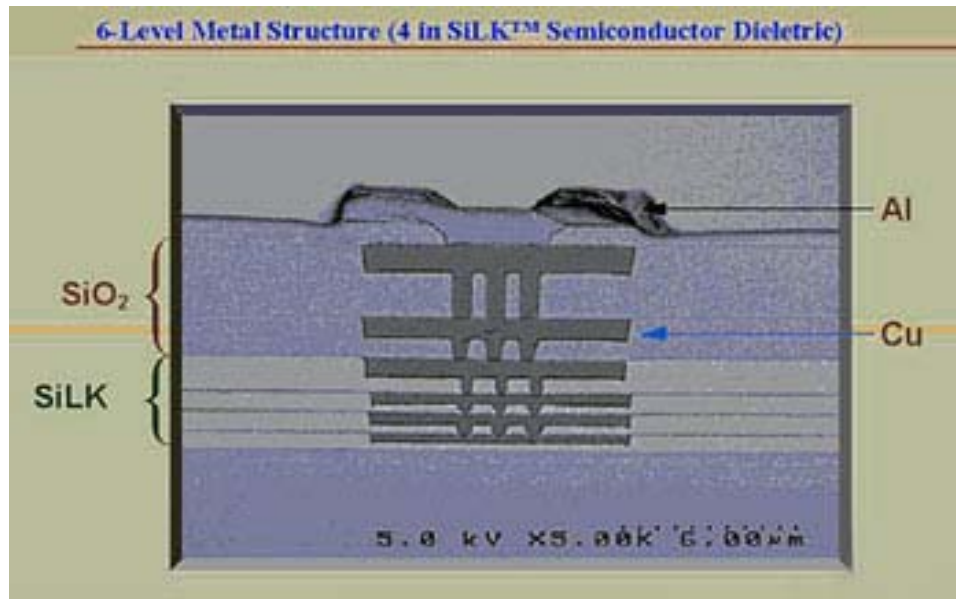 6-Level Metal Structure (4 in SiLK™ Semiconductor Dieletric)
Al
SiO₂
Cu
SiLK
5.0 kV X5.00K 6.00µm